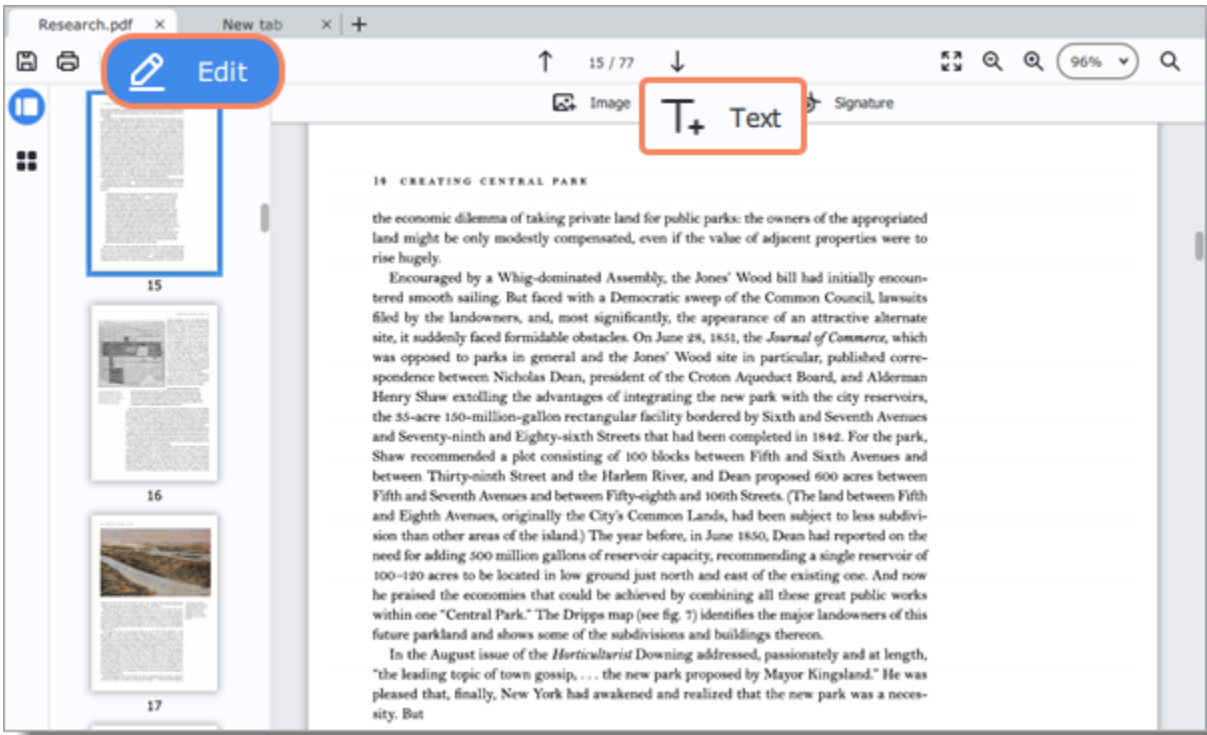 Research.pdf
New tab
Edit
15 / 77
96%
Image
Text
Signature
15
16
17
14 CREATING CENTRAL PARK
the economic dilemma of taking private land for public parks: the owners of the appropriated
land might be only modestly compensated, even if the value of adjacent properties were to
rise hugely.
Encouraged by a Whig-dominated Assembly, the Jones' Wood bill had initially encoun-
tered smooth sailing. But faced with a Democratic sweep of the Common Council, lawsuits
filed by the landowners, and, most significantly, the appearance of an attractive alternate
site, it suddenly faced formidable obstacles. On June 28, 1851, the Journal of Commerce, which
was opposed to parks in general and the Jones' Wood site in particular, published corre-
spondence between Nicholas Dean, president of the Croton Aqueduct Board, and Alderman
Henry Shaw extolling the advantages of integrating the new park with the city reservoirs,
the 35-acre 150-million-gallon rectangular facility bordered by Sixth and Seventh Avenues
and Seventy-ninth and Eighty-sixth Streets that had been completed in 1842. For the park,
Shaw recommended a plot consisting of 100 blocks between Fifth and Sixth Avenues and
between Thirty-ninth Street and the Harlem River, and Dean proposed 600 acres between
Fifth and Seventh Avenues and between Fifty-eighth and 106th Streets. (The land between Fifth
and Eighth Avenues, originally the City's Common Lands, had been subject to less subdivi-
sion than other areas of the island.) The year before, in June 1850, Dean had reported on the
need for adding 500 million gallons of reservoir capacity, recommending a single reservoir of
100–120 acres to be located in low ground just north and east of the existing one. And now
he praised the economies that could be achieved by combining all these great public works
within one "Central Park." The Dripps map (see fig. 7) identifies the major landowners of this
future parkland and shows some of the subdivisions and buildings thereon.
In the August issue of the Horticulturist Downing addressed, passionately and at length,
"the leading topic of town gossip, . . . the new park proposed by Mayor Kingsland." He was
pleased that, finally, New York had awakened and realized that the new park was a neces-
sity. But